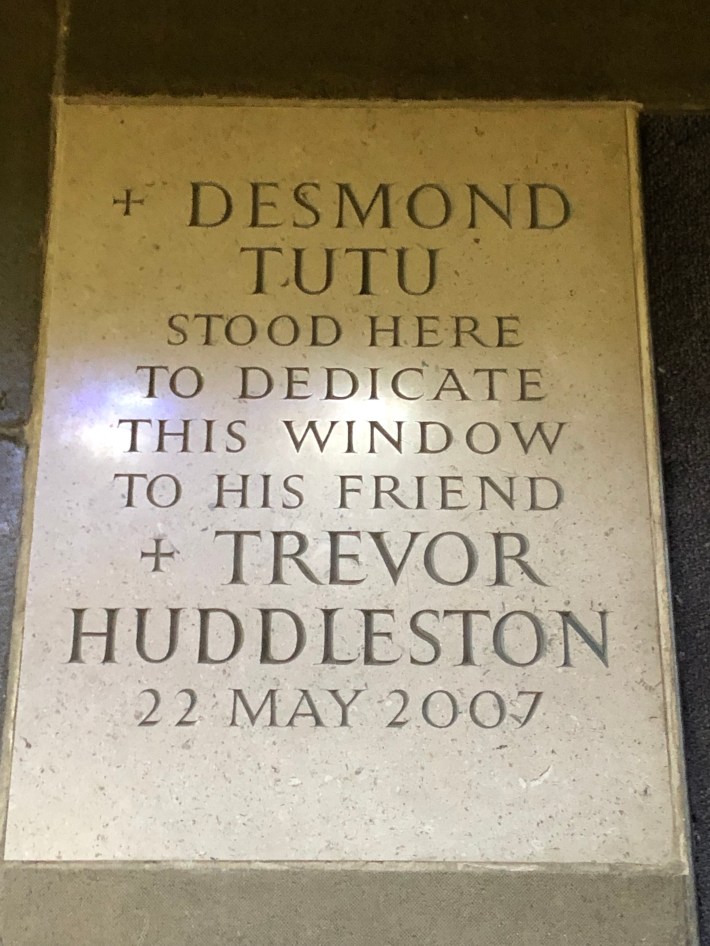 + DESMOND
TUTU
STOOD HERE
TO DEDICATE
THIS WINDOW
TO HIS FRIEND
+ TREVOR
HUDDLESTON
22 MAY 2007